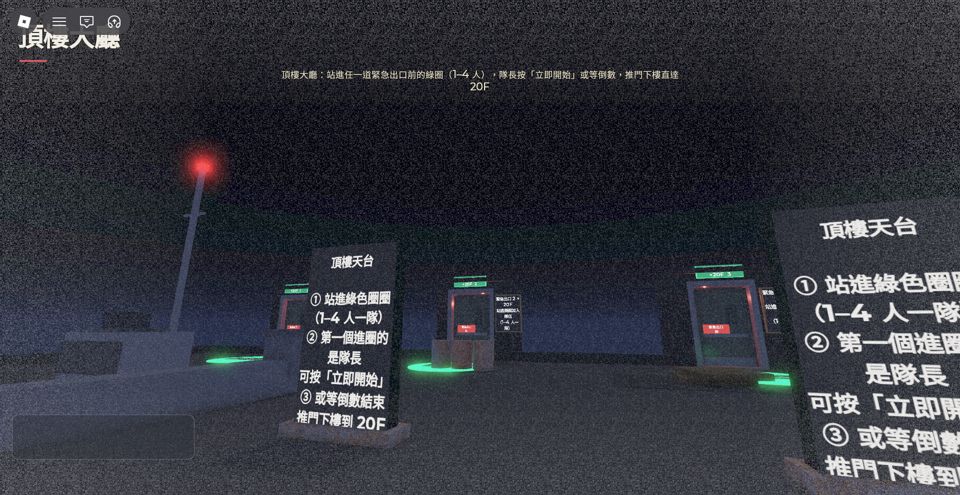 頂樓大廳
頂樓大廳：站進任一道緊急出口前的綠圈（1–4 人），隊長按「立即開始」或等倒數，推門下樓直達
20F
頂樓天台
① 站進綠色圈圈
（1–4 人一隊）
② 第一個進圈的
是隊長
可按「立即開始」
③ 或等倒數結束
推門下樓到 20F
頂樓天台
① 站進綠色圈
（1–4 人一隊
② 第一個進圈
是隊長
可按「立即開
③ 或等倒數
推門下樓到